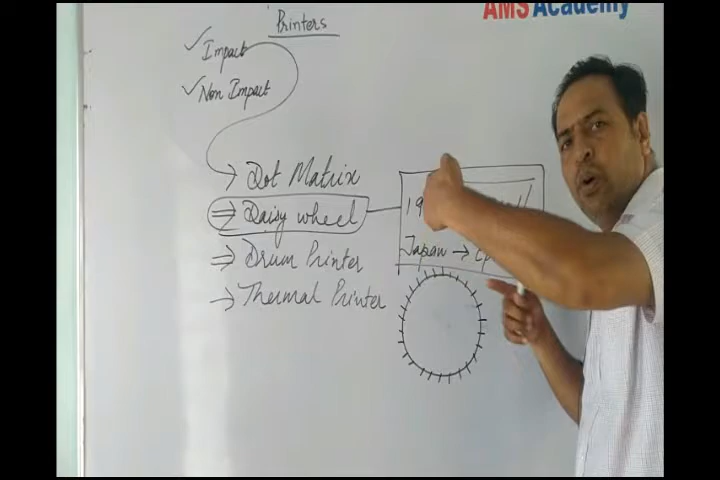 AMS Academy
Printers
✓ Impact
✓ Non Impact
→ Dot Matrix
⇒ Daisy wheel
19
Japan →
⇒ Drum Printer
→ Thermal Printer